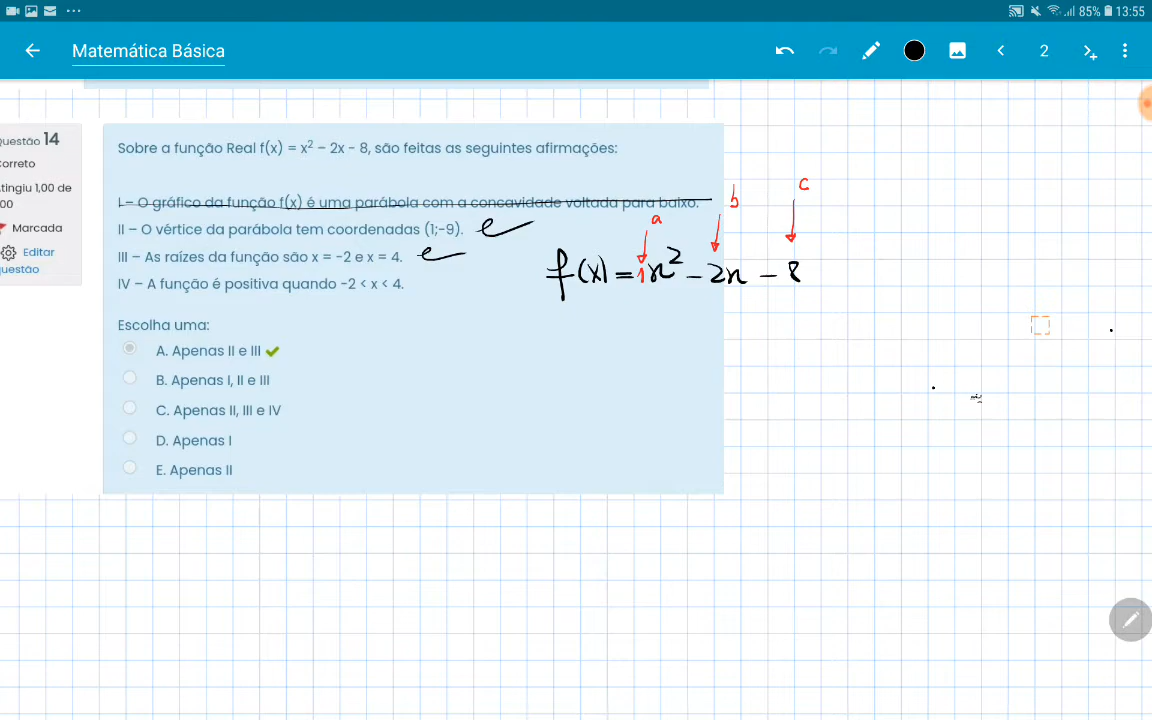 85% 13:55
Matemática Básica
2
Questão 14
Correto
Atingiu 1,00 de
1,00
Marcada
Editar
questão
Sobre a função Real f(x) = x² – 2x - 8, são feitas as seguintes afirmações:
I – O gráfico da função f(x) é uma parábola com a concavidade voltada para baixo.
II – O vértice da parábola tem coordenadas (1;-9).
III – As raízes da função são x = -2 e x = 4.
IV – A função é positiva quando -2 < x < 4.
a b c
f(x) = 1x² - 2x - 8
Escolha uma:
A. Apenas II e III
B. Apenas I, II e III
C. Apenas II, III e IV
D. Apenas I
E. Apenas II